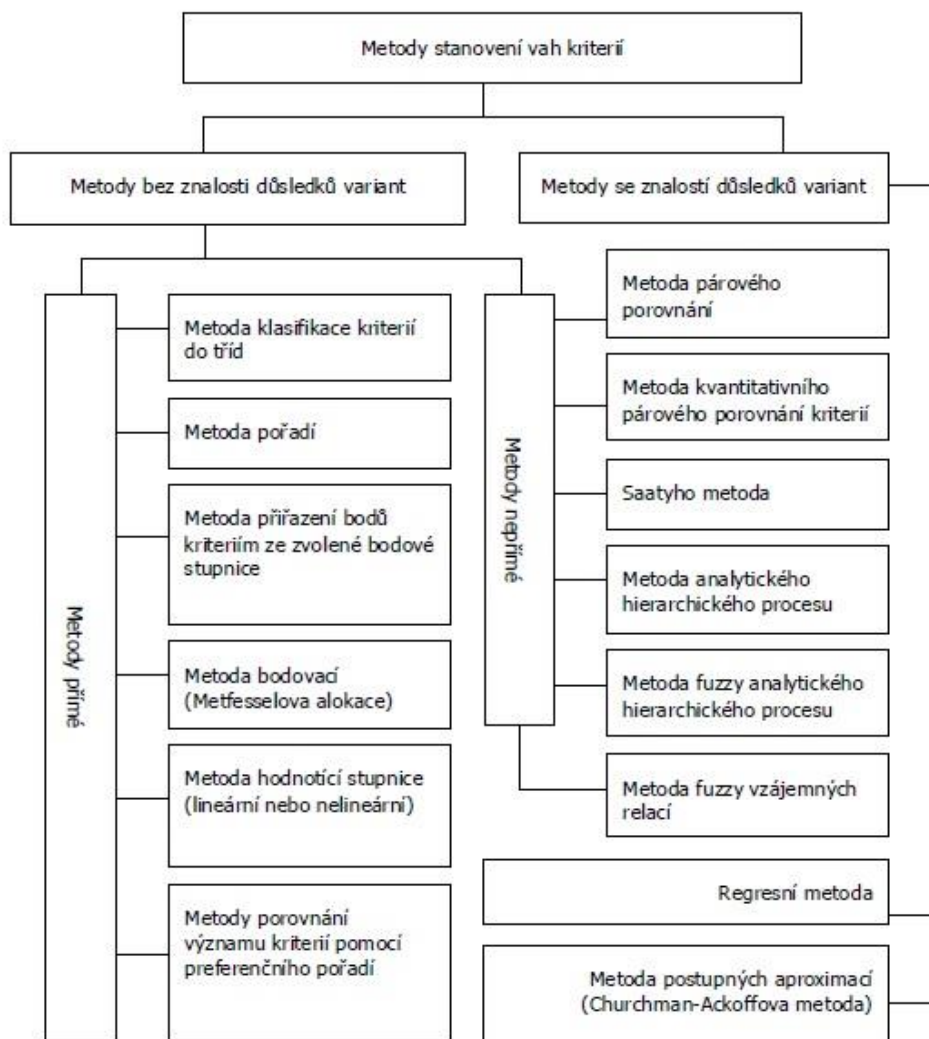 Metody stanovení vah kriterií
Metody bez znalosti důsledků variant
Metody se znalostí důsledků variant
Metody přímé
Metoda klasifikace kriterií
do tříd
Metoda pořadí
Metoda přiřazení bodů
kriteriím ze zvolené bodové
stupnice
Metoda bodovací
(Metfesselova alokace)
Metoda hodnotící stupnice
(lineární nebo nelineární)
Metody porovnání
významu kriterií pomocí
preferenčního pořadí
Metody nepřímé
Metoda párového
porovnání
Metoda kvantitativního
párového porovnání kriterií
Saatyho metoda
Metoda analytického
hierarchického procesu
Metoda fuzzy analytického
hierarchického procesu
Metoda fuzzy vzájemných
relací
Regresní metoda
Metoda postupných aproximací
(Churchman-Ackoffova metoda)